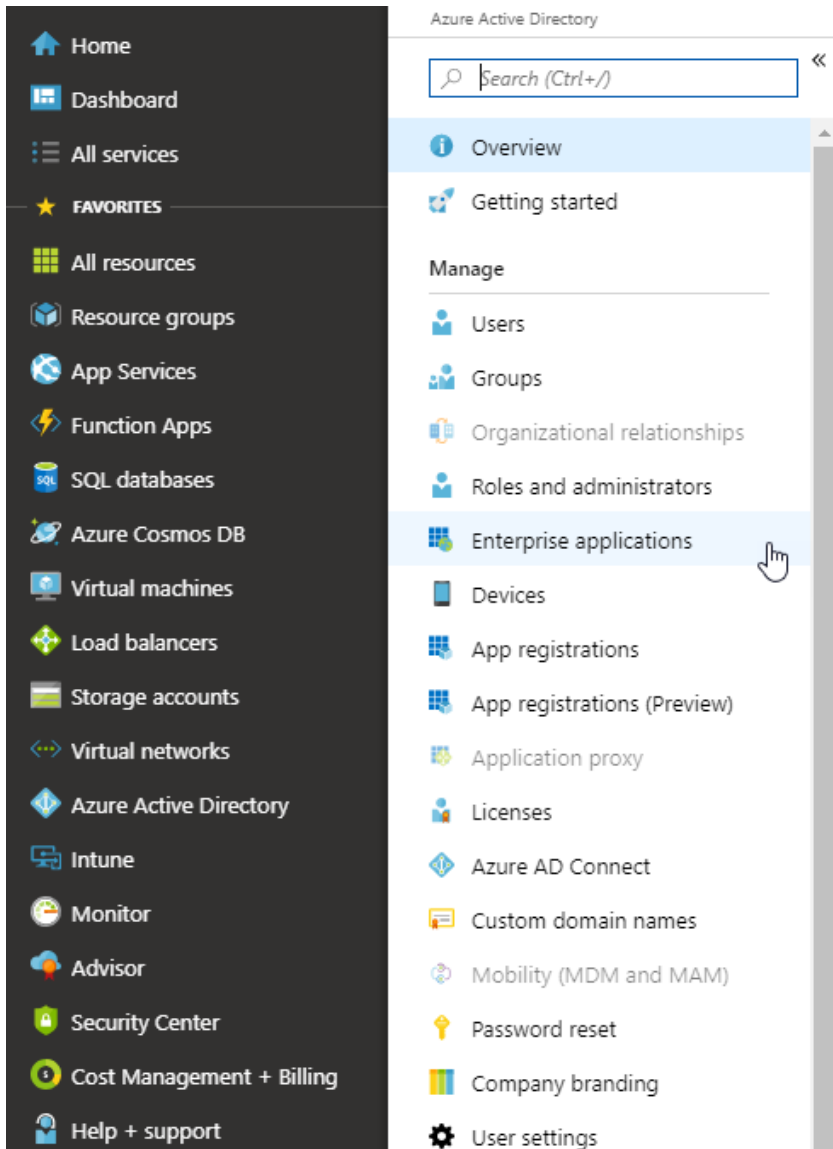 Home
Dashboard
All services
FAVORITES
All resources
Resource groups
App Services
Function Apps
SQL databases
Azure Cosmos DB
Virtual machines
Load balancers
Storage accounts
Virtual networks
Azure Active Directory
Intune
Monitor
Advisor
Security Center
Cost Management + Billing
Help + support
Azure Active Directory
Search (Ctrl+/)
Overview
Getting started
Manage
Users
Groups
Organizational relationships
Roles and administrators
Enterprise applications
Devices
App registrations
App registrations (Preview)
Application proxy
Licenses
Azure AD Connect
Custom domain names
Mobility (MDM and MAM)
Password reset
Company branding
User settings